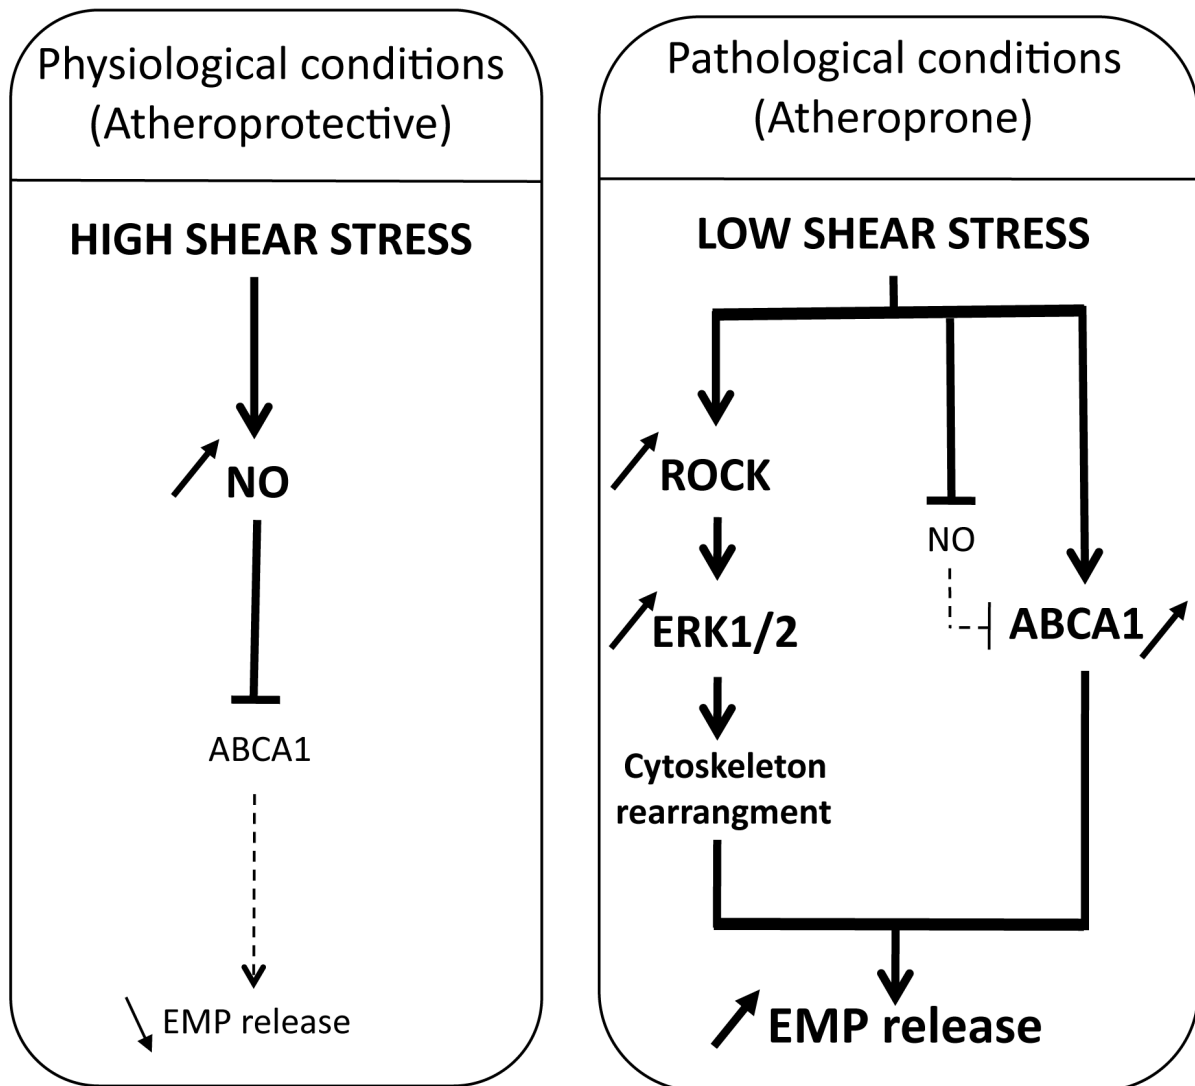 Physiological conditions
(Atheroprotective)
HIGH SHEAR STRESS
NO
ABCA1
EMP release
Pathological conditions
(Atheroprone)
LOW SHEAR STRESS
ROCK
NO
ERK1/2
ABCA1
Cytoskeleton
rearrangment
EMP release